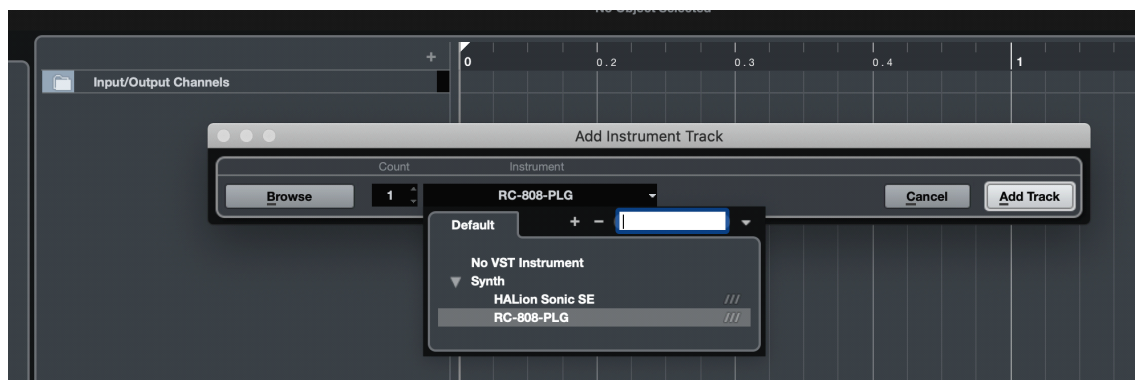 No Object Selected
+
0 0.2 0.3 0.4 1
Input/Output Channels
Add Instrument Track
Count Instrument
Browse 1 RC-808-PLG Cancel Add Track
Default + −
No VST Instrument
Synth
HALion Sonic SE ///
RC-808-PLG ///